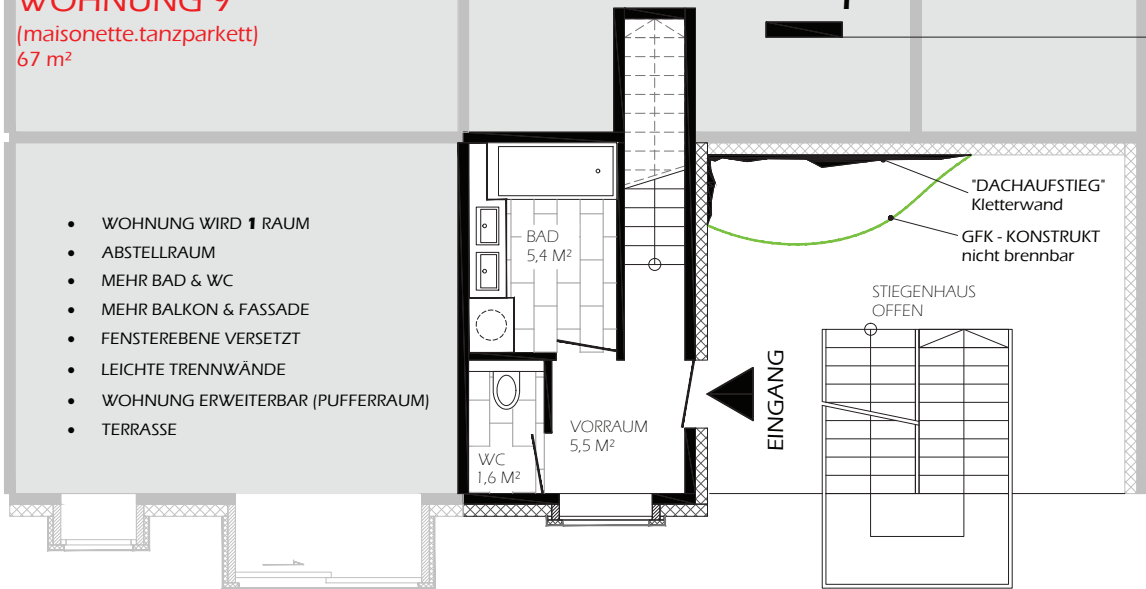 WOHNUNG 9
(maisonette.tanzparkett)
67 m²
• WOHNUNG WIRD 1 RAUM
• ABSTELLRAUM
• MEHR BAD & WC
• MEHR BALKON & FASSADE
• FENSTEREBENE VERSETZT
• LEICHTE TRENNWÄNDE
• WOHNUNG ERWEITERBAR (PUFFERRAUM)
• TERRASSE
BAD
5,4 M²
WC
1,6 M²
VORRAUM
5,5 M²
EINGANG
"DACHAUFSTIEG"
Kletterwand
GFK - KONSTRUKT
nicht brennbar
STIEGENHAUS
OFFEN